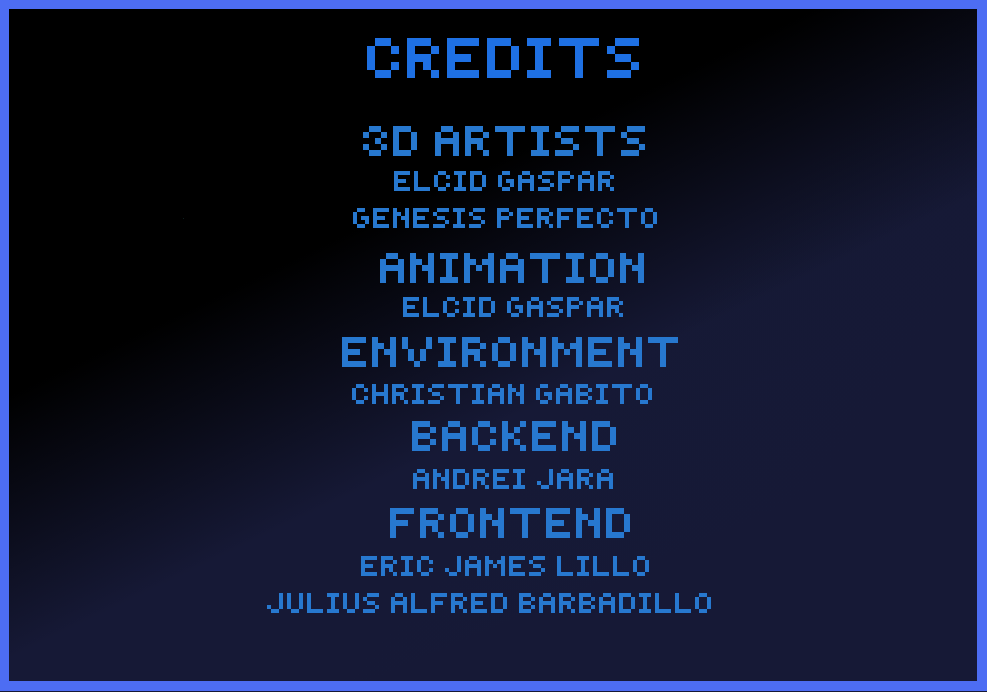 CREDITS
3D ARTISTS
ELCID GASPAR
GENESIS PERFECTO
ANIMATION
ELCID GASPAR
ENVIRONMENT
CHRISTIAN GABITO
BACKEND
ANDREI JARA
FRONTEND
ERIC JAMES LILLO
JULIUS ALFRED BARBADILLO